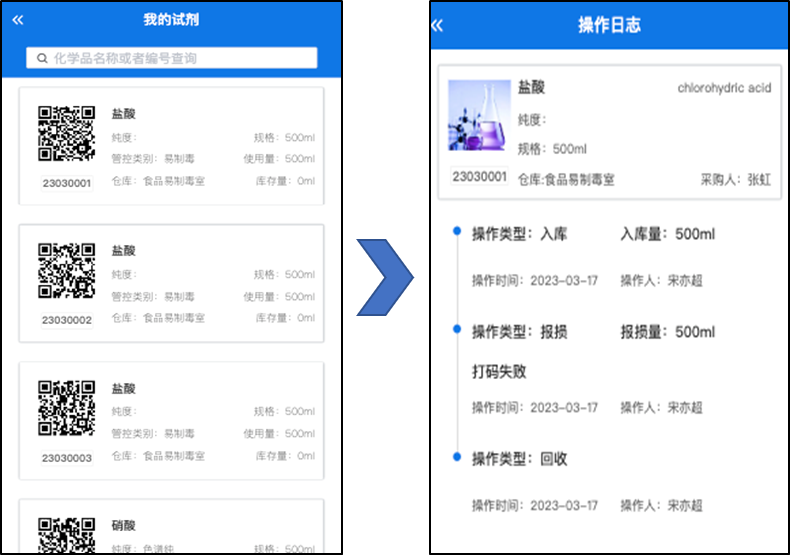 我的试剂
化学品名称或者编号查询
盐酸
纯度：
规格：500ml
管控类别：易制毒
使用量：500ml
23030001
仓库：食品易制毒室
库存量：0ml
盐酸
纯度：
规格：500ml
管控类别：易制毒
使用量：500ml
23030002
仓库：食品易制毒室
库存量：0ml
盐酸
纯度：
规格：500ml
管控类别：易制毒
使用量：500ml
23030003
仓库：食品易制毒室
库存量：0ml
硝酸
纯度：色谱纯
规格：500ml
操作日志
盐酸
chlorohydric acid
纯度：
规格：500ml
23030001
仓库:食品易制毒室
采购人：张虹
操作类型：入库
入库量：500ml
操作时间：2023-03-17
操作人：宋亦超
操作类型：报损
报损量：500ml
打码失败
操作时间：2023-03-17
操作人：宋亦超
操作类型：回收
操作时间：2023-03-17
操作人：宋亦超